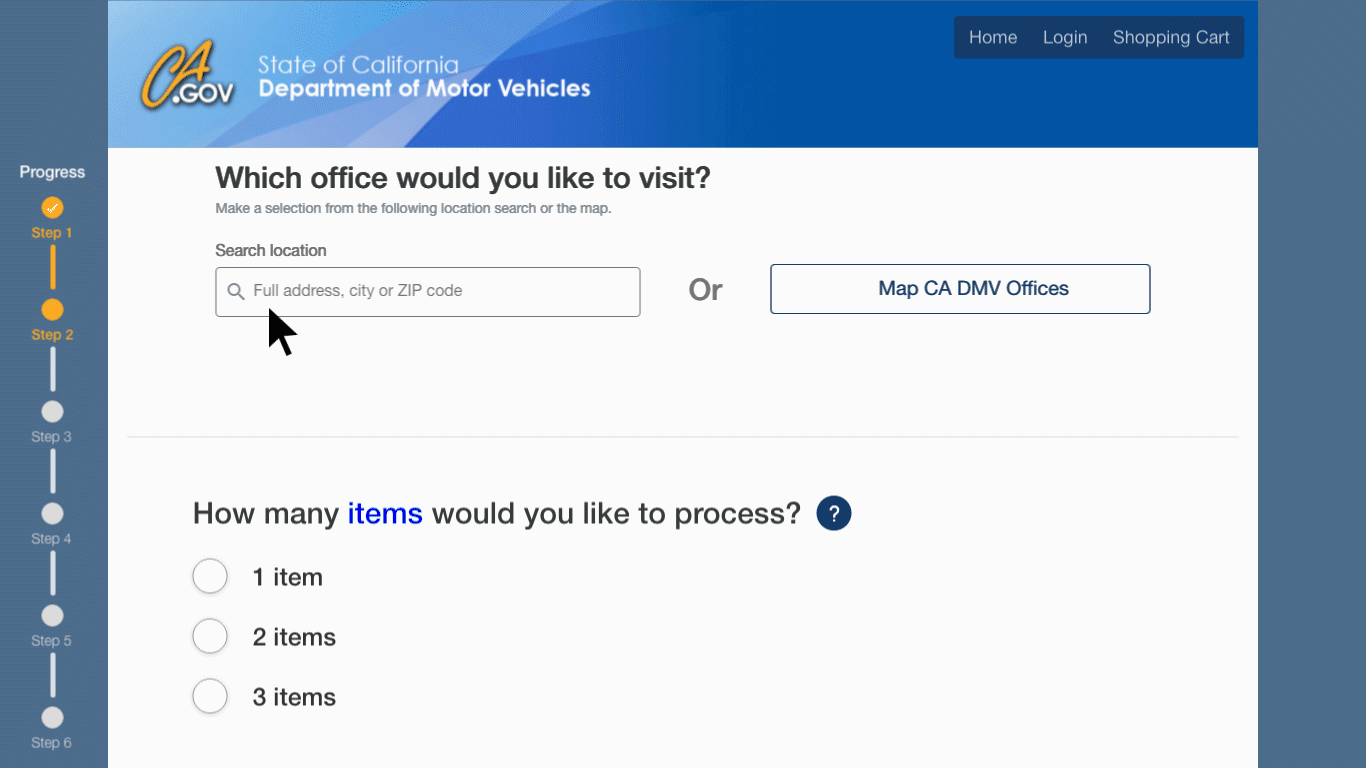 Home Login Shopping Cart
CA
.GOV
State of California
Department of Motor Vehicles
Progress
Step 1
Step 2
Step 3
Step 4
Step 5
Step 6
Which office would you like to visit?
Make a selection from the following location search or the map.
Search location
Full address, city or ZIP code
Or
Map CA DMV Offices
How many items would you like to process? ?
1 item
2 items
3 items